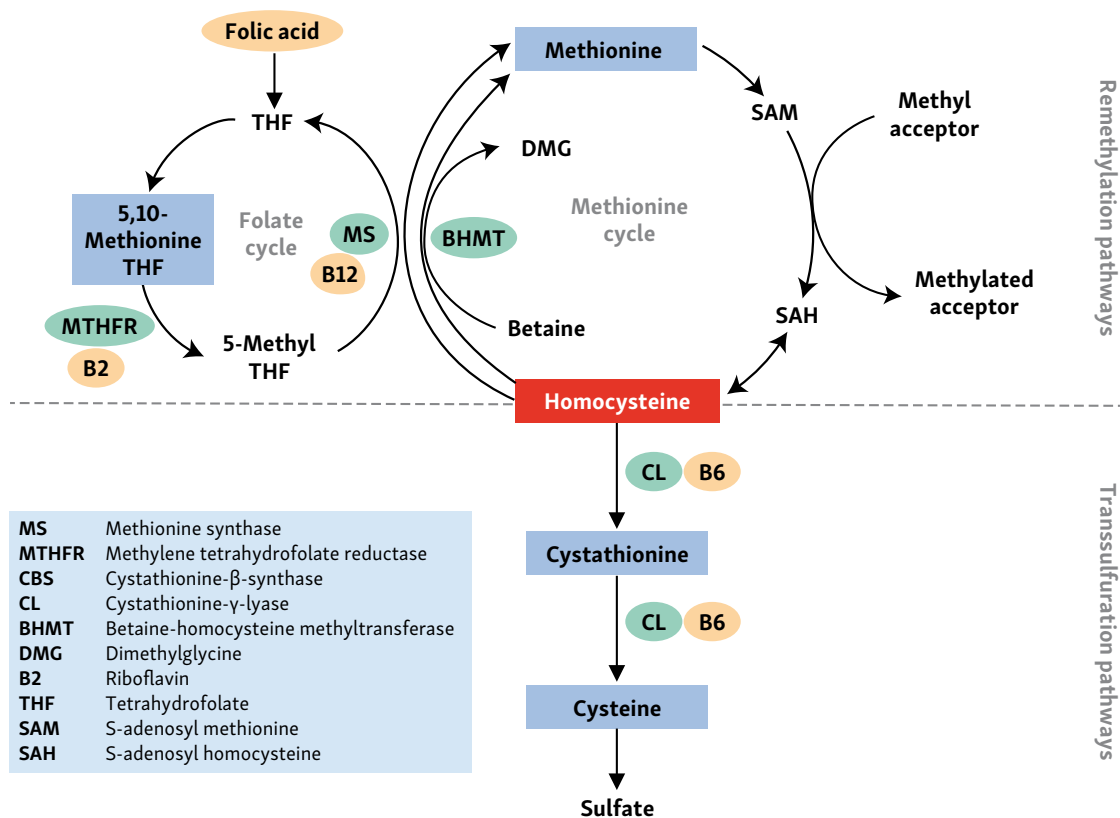 Folic acid
THF
5,10-
Methionine
THF
Folate
cycle
MS
B12
MTHFR
B2
5-Methyl
THF
Methionine
DMG
BHMT
Methionine
cycle
Betaine
SAM
Methyl
acceptor
Methylated
acceptor
SAH
Homocysteine
Remethylation pathways
CL B6
Cystathionine
CL B6
Cysteine
Sulfate
Transsulfuration pathways
MS Methionine synthase
MTHFR Methylene tetrahydrofolate reductase
CBS Cystathionine-β-synthase
CL Cystathionine-γ-lyase
BHMT Betaine-homocysteine methyltransferase
DMG Dimethylglycine
B2 Riboflavin
THF Tetrahydrofolate
SAM S-adenosyl methionine
SAH S-adenosyl homocysteine